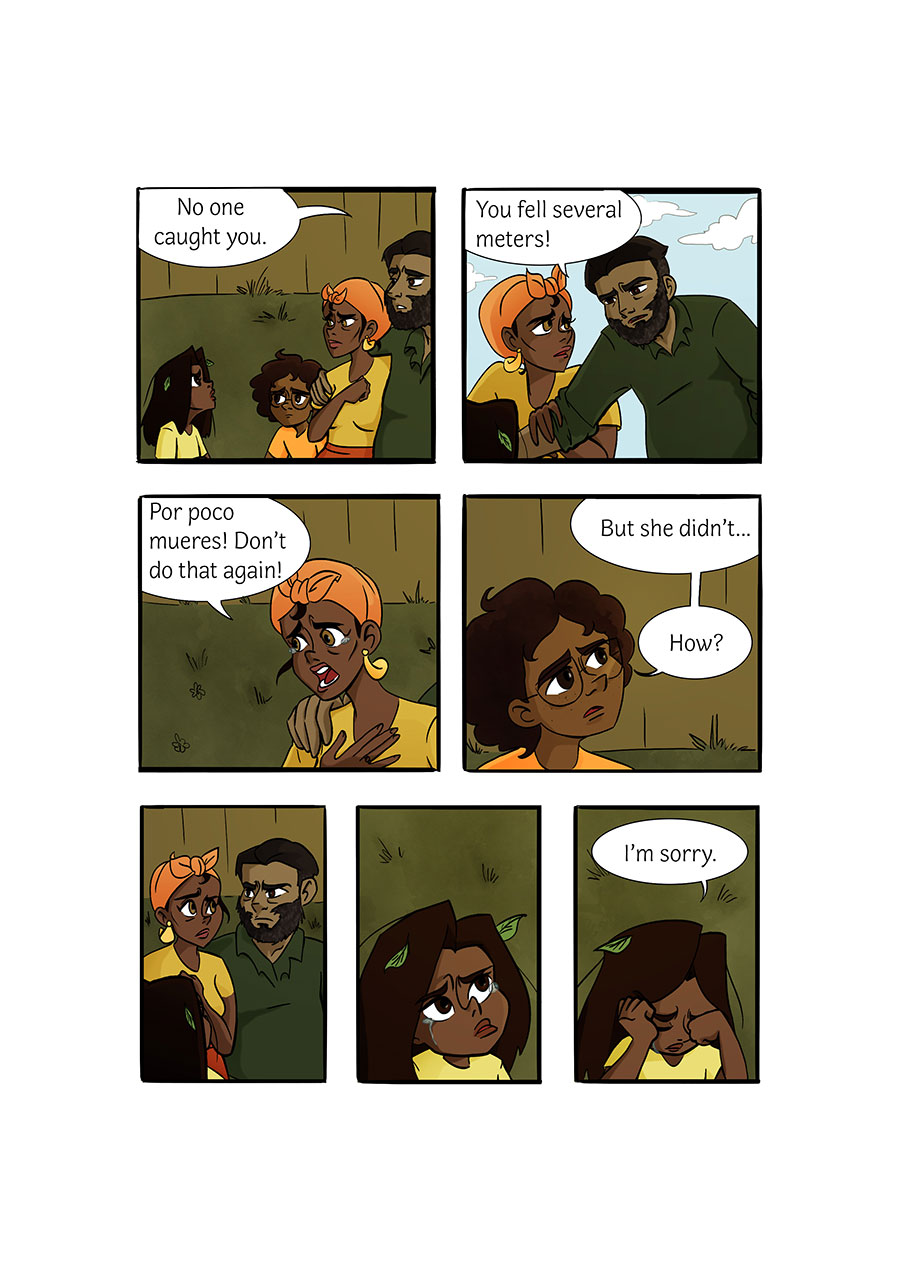 No one
caught you.
You fell several
meters!
Por poco
mueres! Don't
do that again!
But she didn't...
How?
I'm sorry.